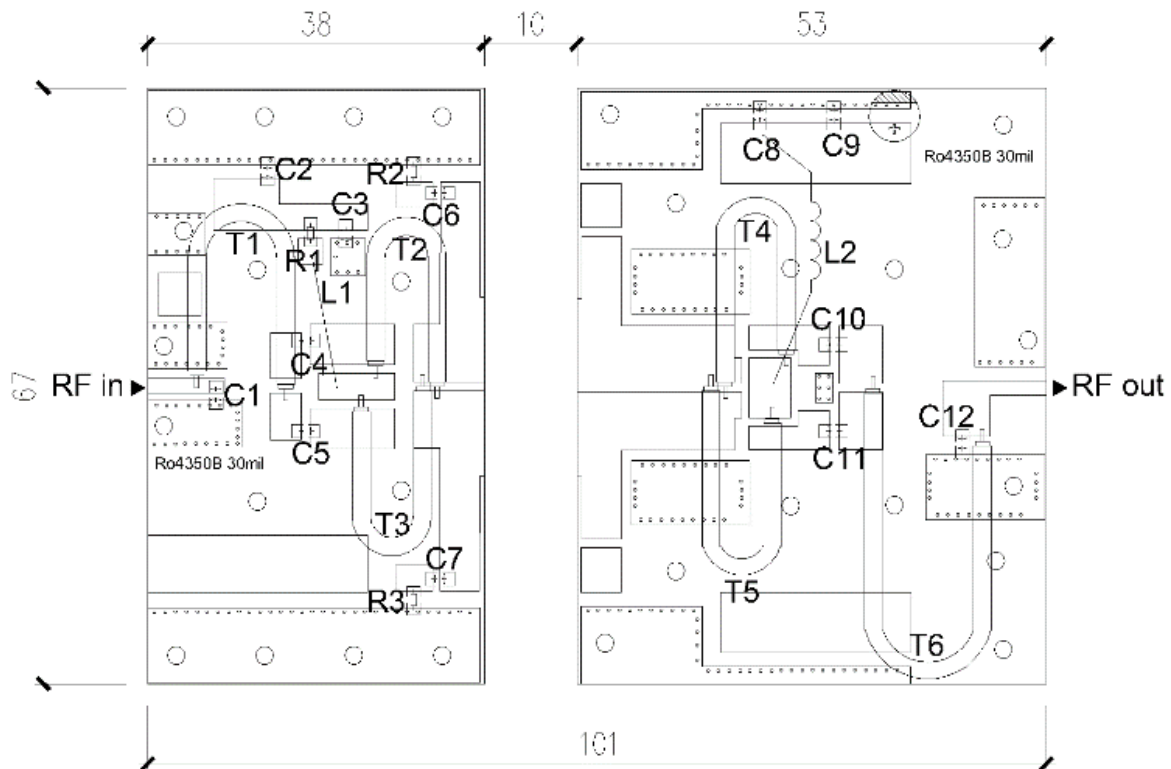 38 10 53
C2 R2 C8 C9
Ro4350B 30mil
C3 C6
T1 R1 T2 T4
L1 L2
C4 C10
67 RF in C1 RF out
C5 C11 C12
Ro4350B 30mil
T3
C7 T5
R3
T6
101